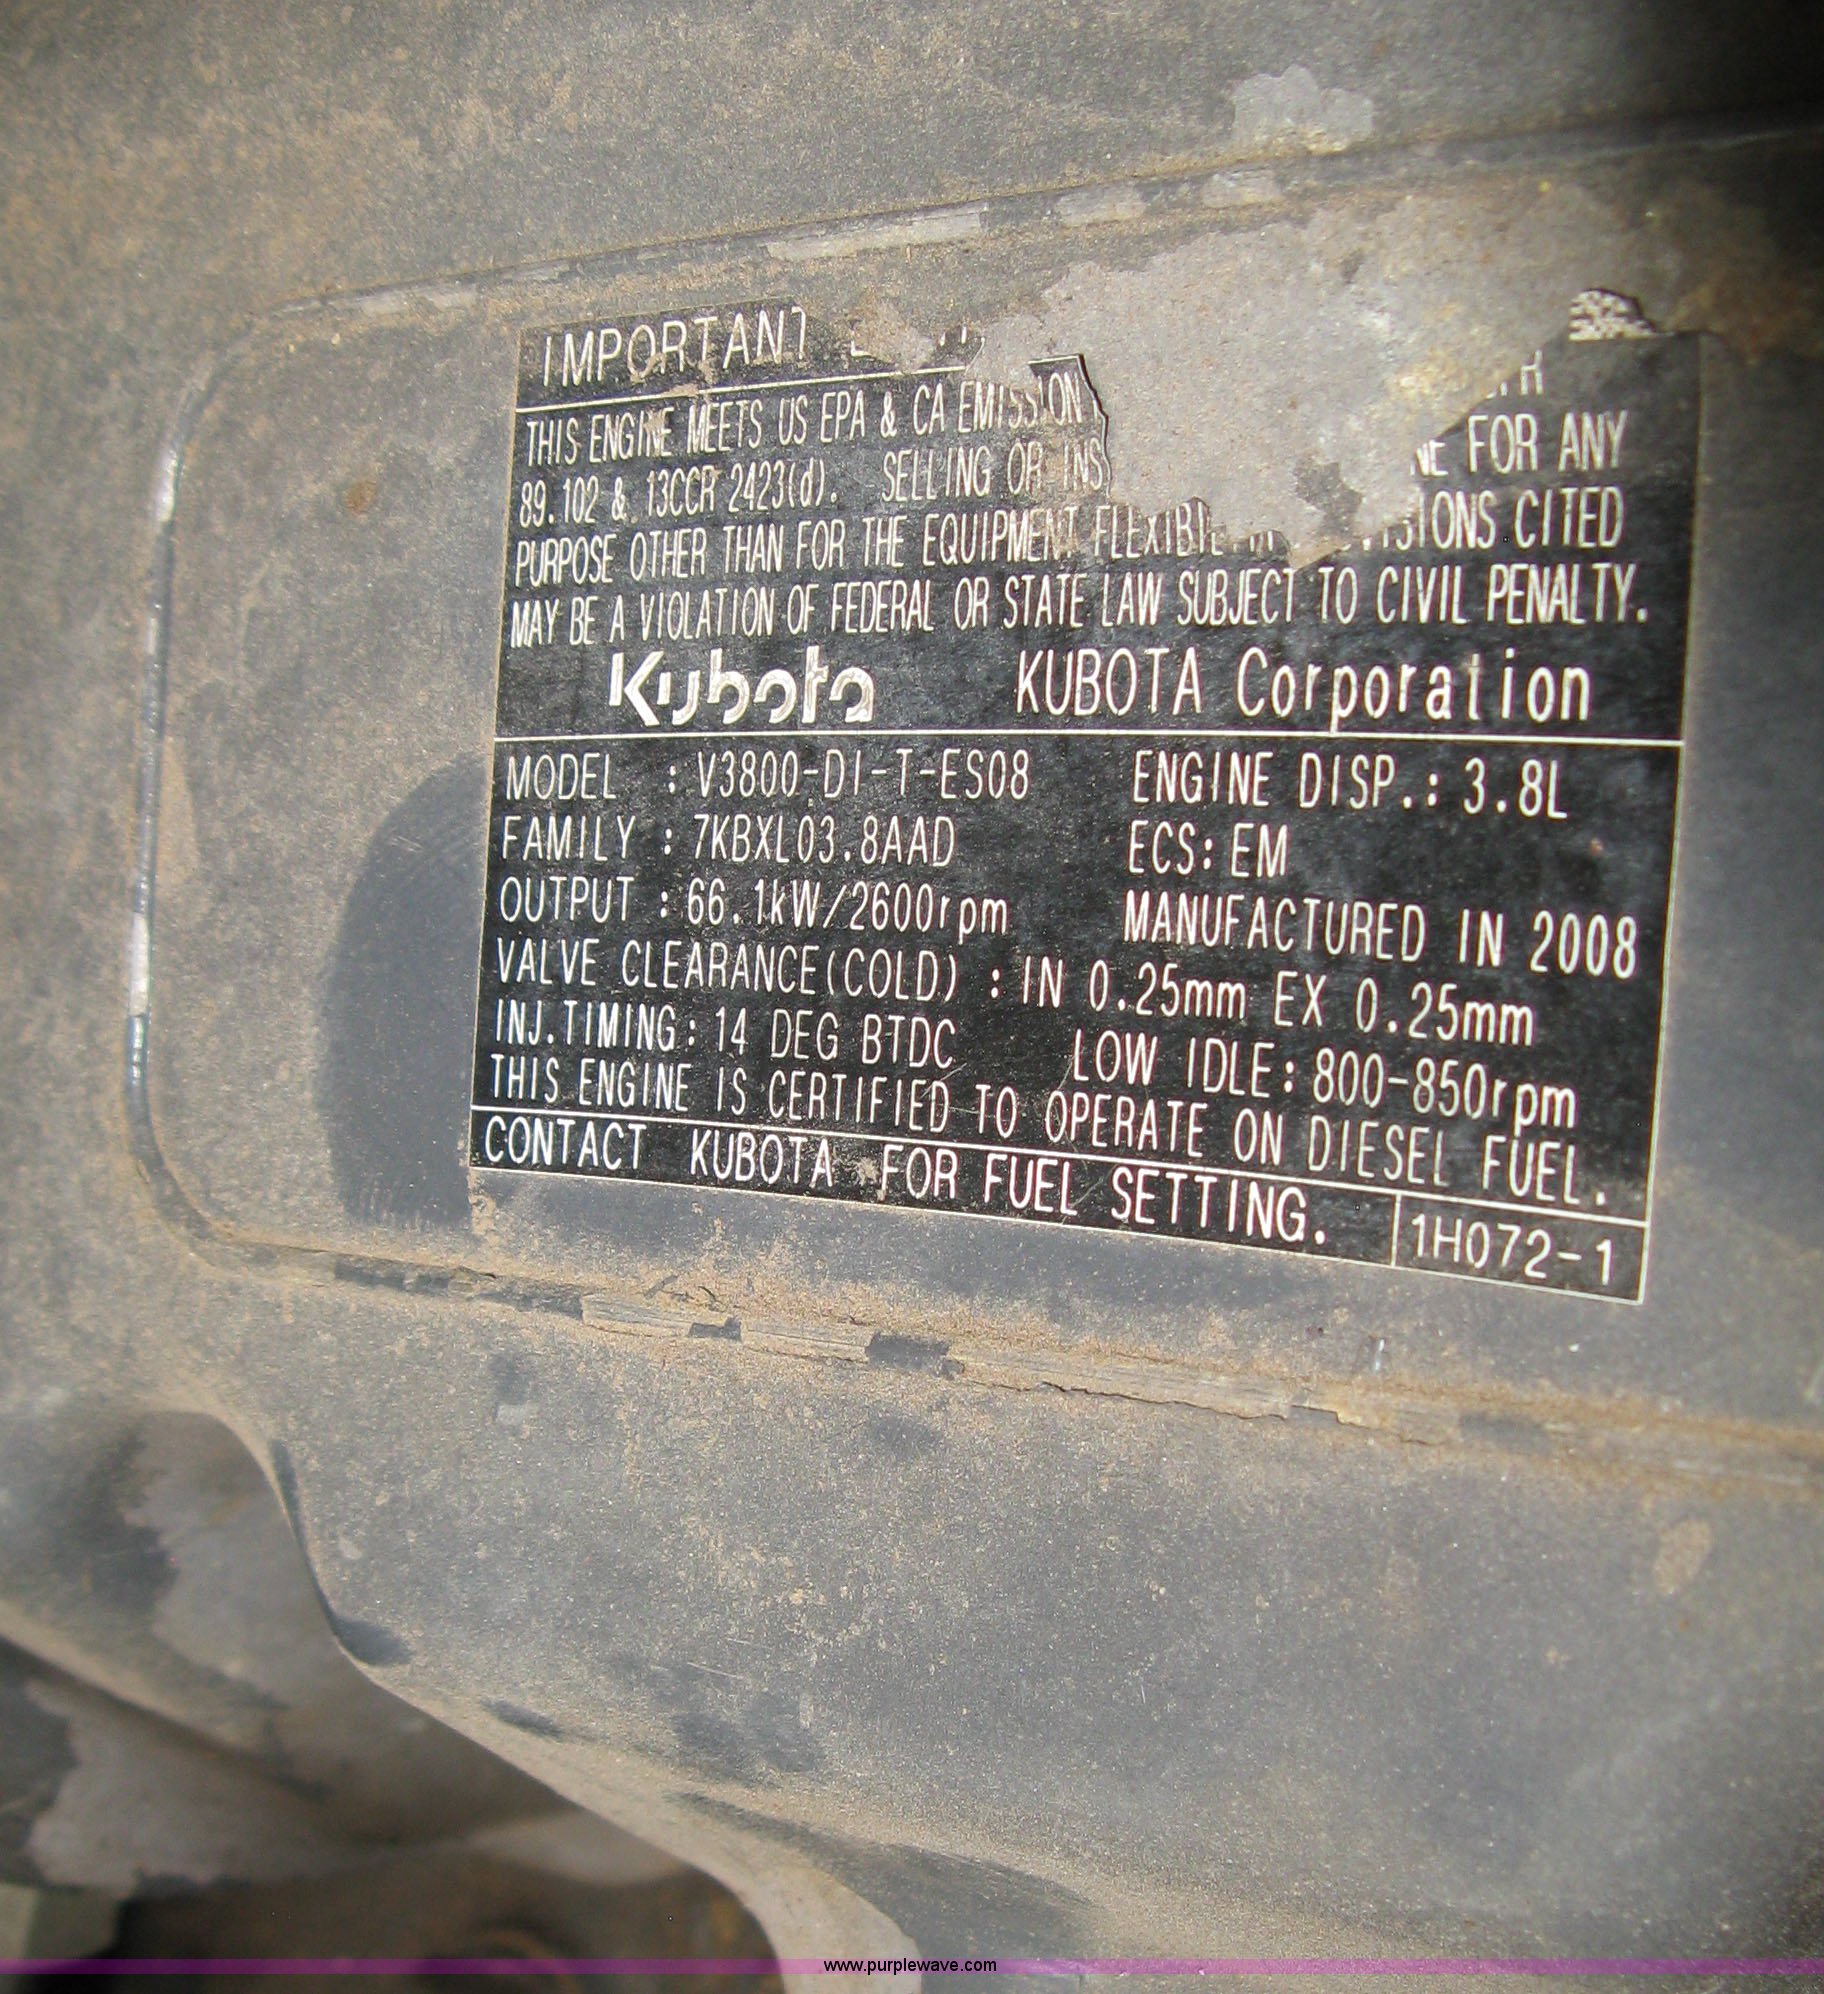 IMPORTANT
THIS ENGINE MEETS US EPA & CA EMISSION
89.102 & 13CCR 2423(d). SELLING OR FOR ANY
PURPOSE OTHER THAN FOR THE EQUIPMENT CITED
MAY BE A VIOLATION OF FEDERAL OR STATE LAW SUBJECT TO CIVIL PENALTY.
Kubota KUBOTA Corporation
MODEL : V3800-DI-T-ES08 ENGINE DISP.: 3.8L
FAMILY : 7KBXL03.8AAD ECS: EM
OUTPUT : 66.1kW/2600rpm MANUFACTURED IN 2008
VALVE CLEARANCE(COLD) : IN 0.25mm EX 0.25mm
INJ.TIMING: 14 DEG BTDC LOW IDLE: 800-850rpm
THIS ENGINE IS CERTIFIED TO OPERATE ON DIESEL FUEL.
CONTACT KUBOTA FOR FUEL SETTING. 1H072-1
www.purplewave.com